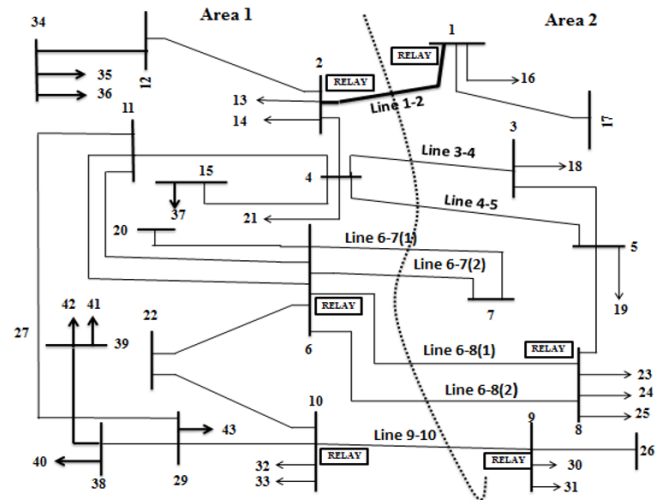 Area 1
Area 2
34
12
35
36
2
RELAY
RELAY
1
13
14
Line 1-2
16
17
11
15
37
4
21
3
Line 3-4
18
Line 4-5
20
Line 6-7(1)
Line 6-7(2)
5
19
7
42
41
22
RELAY
6
RELAY
27
39
Line 6-8(1)
23
Line 6-8(2)
24
25
8
10
9
Line 9-10
43
26
40
38
29
32
RELAY
RELAY
30
33
31